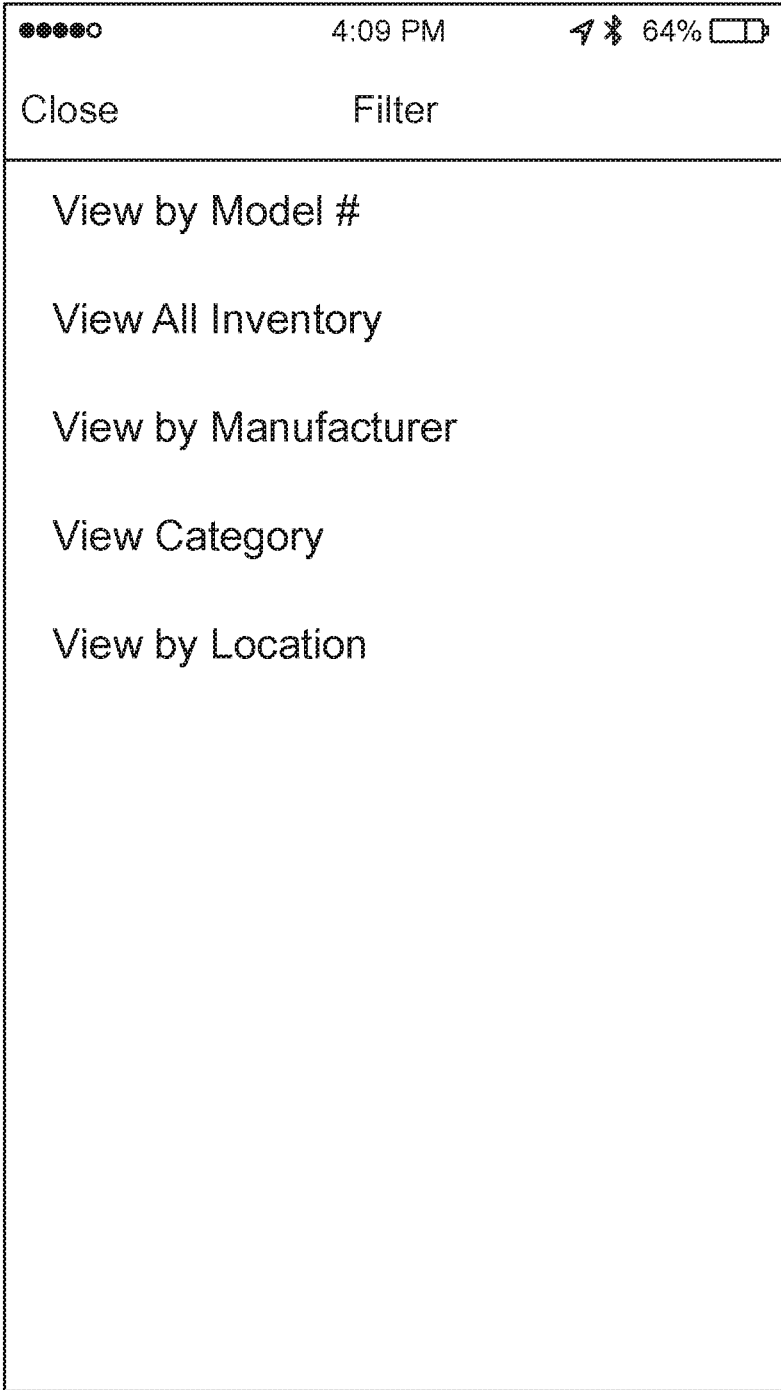 4:09 PM 64%
Close Filter
View by Model #
View All Inventory
View by Manufacturer
View Category
View by Location